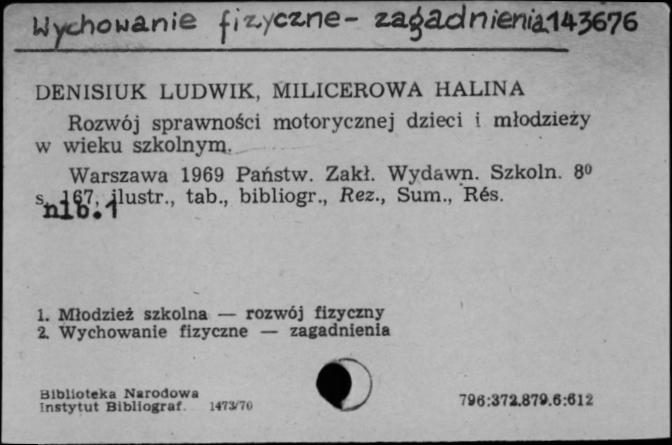 Wychowanie fizyczne - zagadnienia 143676
DENISIUK LUDWIK, MILICEROWA HALINA
Rozwój sprawności motorycznej dzieci i młodzieży
w wieku szkolnym.
Warszawa 1969 Państw. Zakł. Wydawn. Szkoln. 8⁰
s. 167, ilustr., tab., bibliogr., Rez., Sum., Rés.
nlb.1
1. Młodzież szkolna — rozwój fizyczny
2. Wychowanie fizyczne — zagadnienia
Biblioteka Narodowa
Instytut Bibliograf. 1473/70
796:372.879.6:612